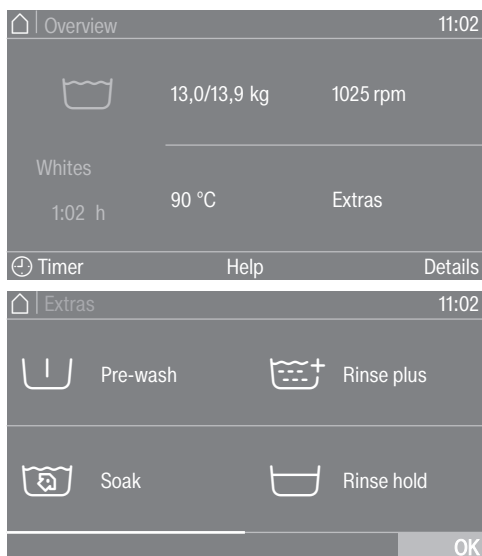 Overview 11:02
13,0/13,9 kg 1025 rpm
Whites
1:02 h
90 °C Extras
Timer Help Details
Extras 11:02
Pre-wash Rinse plus
Soak Rinse hold
OK